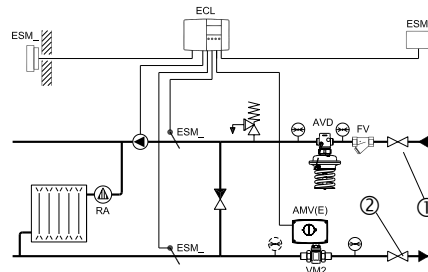 ECL
ESM_
ESM
AVD
FV
ESM_
①
RA
AMV(E)
②
ESM_
VM2